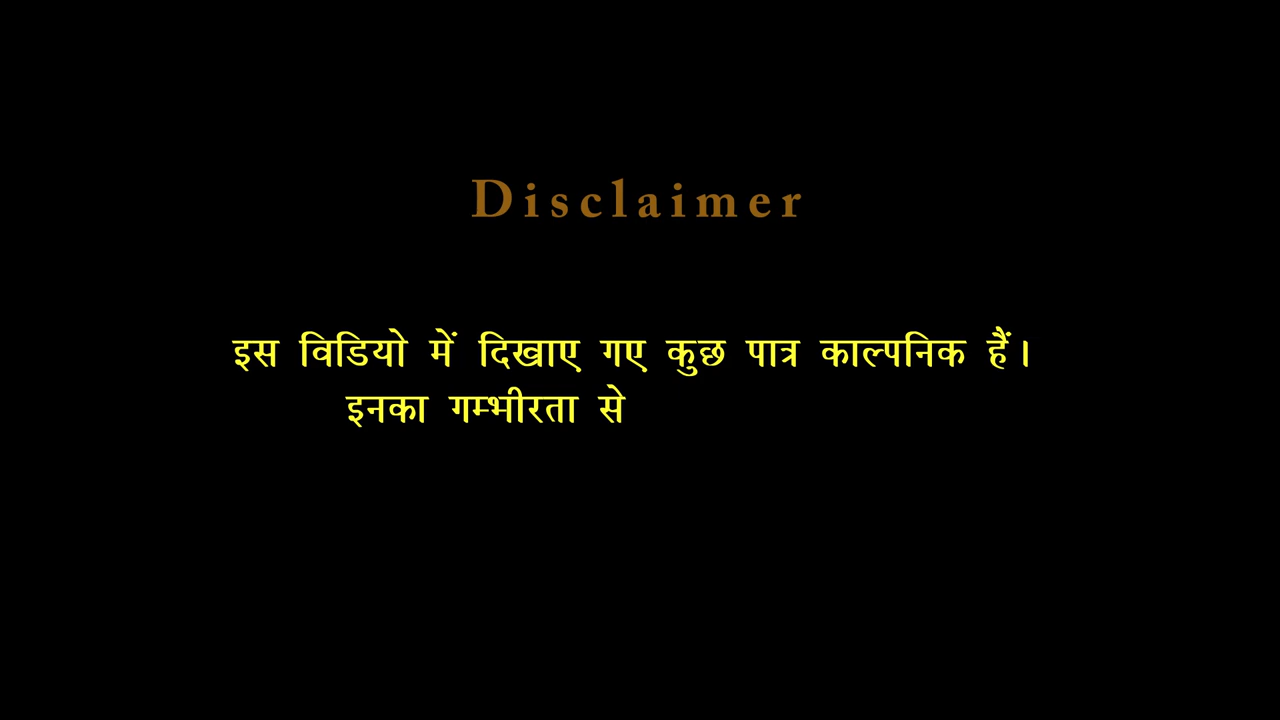 Disclaimer
इस विडियो में दिखाए गए कुछ पात्र काल्पनिक हैं।
इनका गम्भीरता से